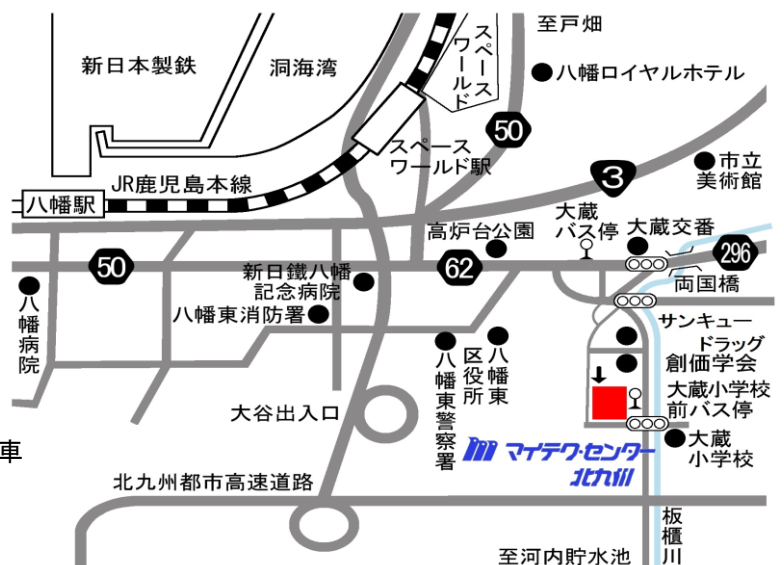 至戸畑
スペース
ワールド
新日本製鉄
洞海湾
八幡ロイヤルホテル
50
スペース
ワールド駅
3
市立
美術館
JR鹿児島本線
八幡駅
大蔵
バス停
大蔵交番
高炉台公園
296
50
62
両国橋
新日鐵八幡
記念病院
八幡病院
八幡東消防署
サンキュー
ドラッグ
創価学会
八幡東
区役所
八幡東警察署
大蔵小学校
前バス停
大谷出入口
大蔵
小学校
車
マイテク・センター
北九州
北九州都市高速道路
板櫃川
至河内貯水池